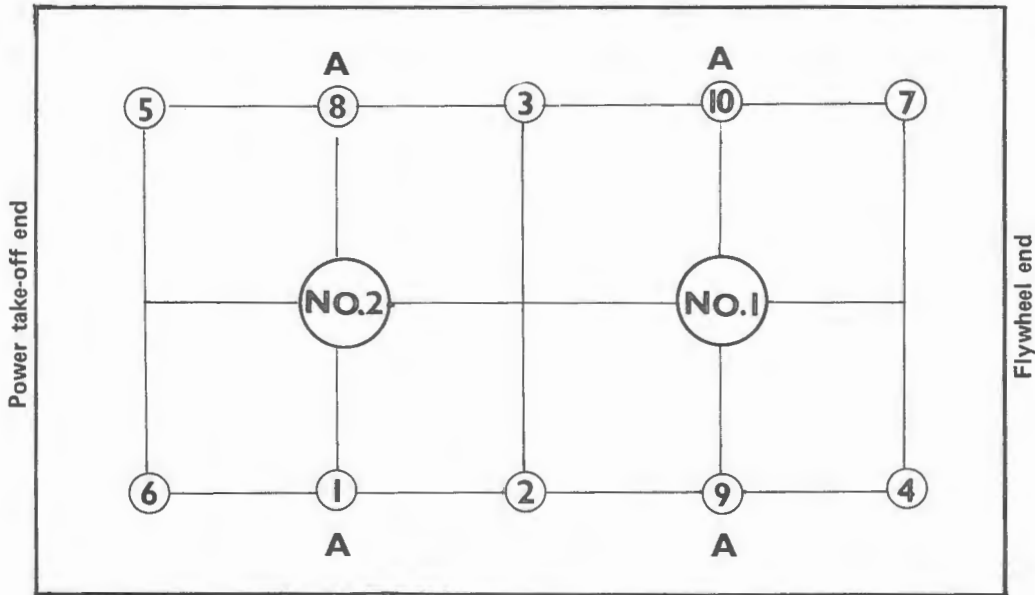 A A
5 8 3 10 7
Power take-off end
NO.2 NO.1
Flywheel end
6 1 2 9 4
A A